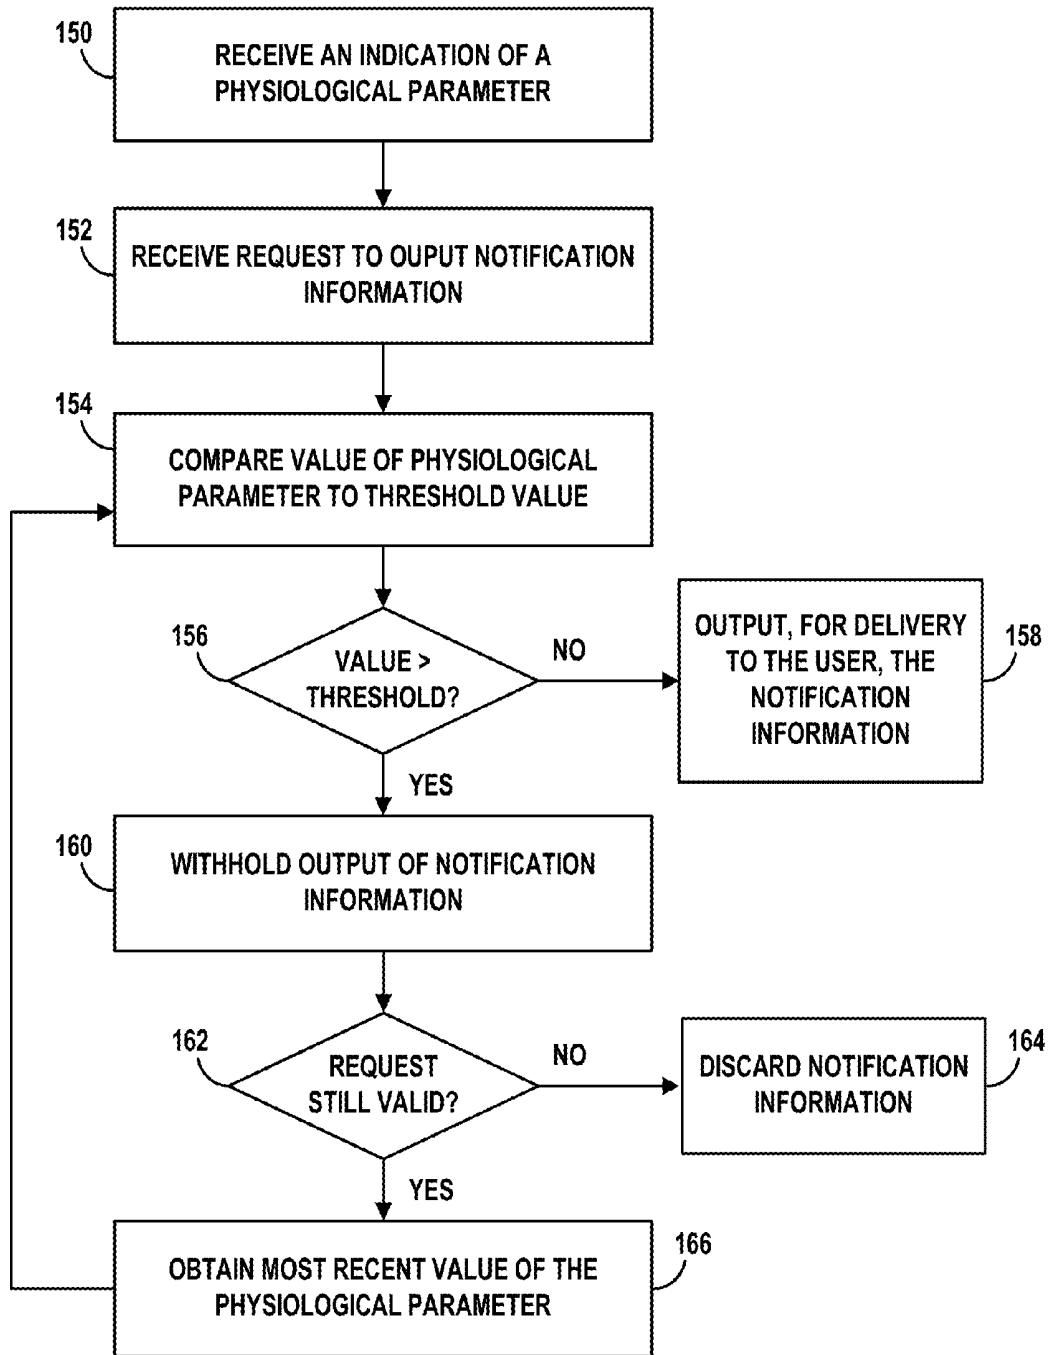 150
RECEIVE AN INDICATION OF A
PHYSIOLOGICAL PARAMETER
152
RECEIVE REQUEST TO OUPUT NOTIFICATION
INFORMATION
154
COMPARE VALUE OF PHYSIOLOGICAL
PARAMETER TO THRESHOLD VALUE
156
VALUE >
THRESHOLD?
NO
OUTPUT, FOR DELIVERY
TO THE USER, THE
NOTIFICATION
INFORMATION
158
YES
160
WITHHOLD OUTPUT OF NOTIFICATION
INFORMATION
162
REQUEST
STILL VALID?
NO
DISCARD NOTIFICATION
INFORMATION
164
YES
OBTAIN MOST RECENT VALUE OF THE
PHYSIOLOGICAL PARAMETER
166